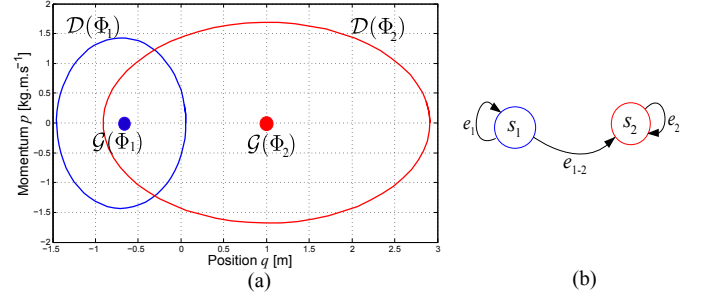 𝒟(Φ₁)
𝒟(Φ₂)
𝒢(Φ₁)
𝒢(Φ₂)
Momentum p [kg.m.s⁻¹]
2
1.5
1
0.5
0
−0.5
−1
−1.5
−2
−1.5 −1 −0.5 0 0.5 1 1.5 2 2.5 3
Position q [m]
(a)
e₁
s₁
s₂
e₂
e₁₋₂
(b)